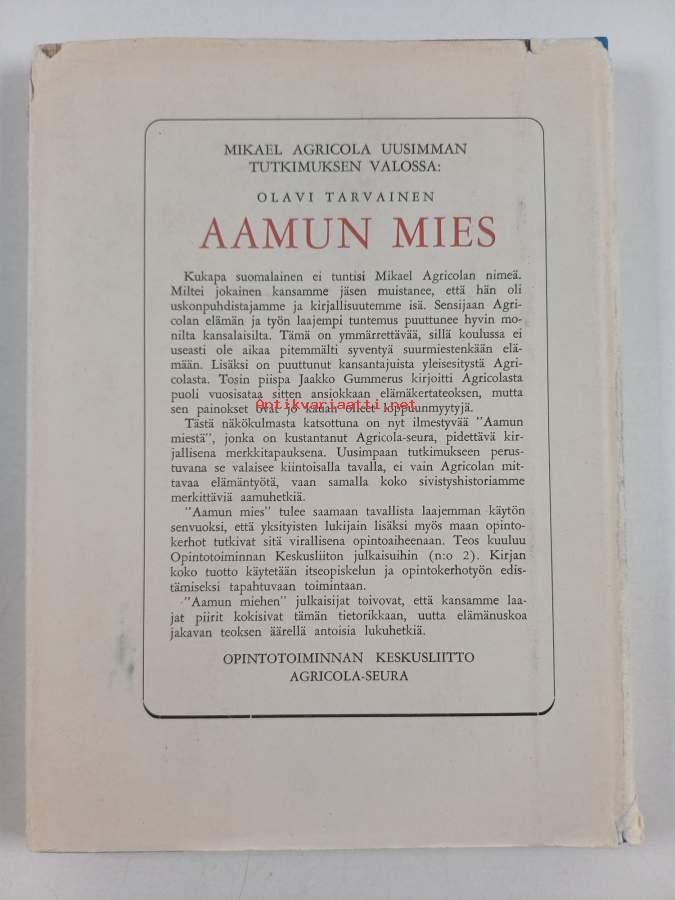 MIKAEL AGRICOLA UUSIMMAN
TUTKIMUKSEN VALOSSA:
OLAVI TARVAINEN
AAMUN MIES
Kukapa suomalainen ei tuntisi Mikael Agricolan nimeä.
Miltei jokainen kansamme jäsen muistanee, että hän oli
uskonpuhdistajamme ja kirjallisuutemme isä. Sensijaan Agri-
colan elämän ja työn laajempi tuntemus puuttunee hyvin mo-
nilta kansalaisilta. Tämä on ymmärrettävää, sillä koulussa ei
useasti ole aikaa pitemmälti syventyä suurmiestenkään elä-
mään. Lisäksi on puuttunut kansantajuista yleisesitystä Agri-
colasta. Tosin piispa Jaakko Gummerus kirjoitti Agricolasta
puoli vuosisataa sitten ansiokkaan elämäkertateoksen, mutta
sen painokset ovat jo kauan olleet loppuunmyytyjä.
Antikvariaatti.net
Tästä näkökulmasta katsottuna on nyt ilmestyvää "Aamun
miestä", jonka on kustantanut Agricola-seura, pidettävä kir-
jallisena merkkitapauksena. Uusimpaan tutkimukseen perus-
tuvana se valaisee kiintoisalla tavalla, ei vain Agricolan mit-
tavaa elämäntyötä, vaan samalla koko sivistyshistoriamme
merkittäviä aamuhetkiä.
"Aamun mies" tulee saamaan tavallista laajemman käytön
senvuoksi, että yksityisten lukijain lisäksi myös maan opinto-
kerhot tutkivat sitä virallisena opintoaiheenaan. Teos kuuluu
Opintotoiminnan Keskusliiton julkaisuihin (n:o 2). Kirjan
koko tuotto käytetään itseopiskelun ja opintokerhotyön edis-
tämiseksi tapahtuvaan toimintaan.
"Aamun miehen" julkaisijat toivovat, että kansamme laa-
jat piirit kokisivat tämän tietorikkaan, uutta elämänuskoa
jakavan teoksen äärellä antoisia lukuhetkiä.
OPINTOTOIMINNAN KESKUSLIITTO
AGRICOLA-SEURA